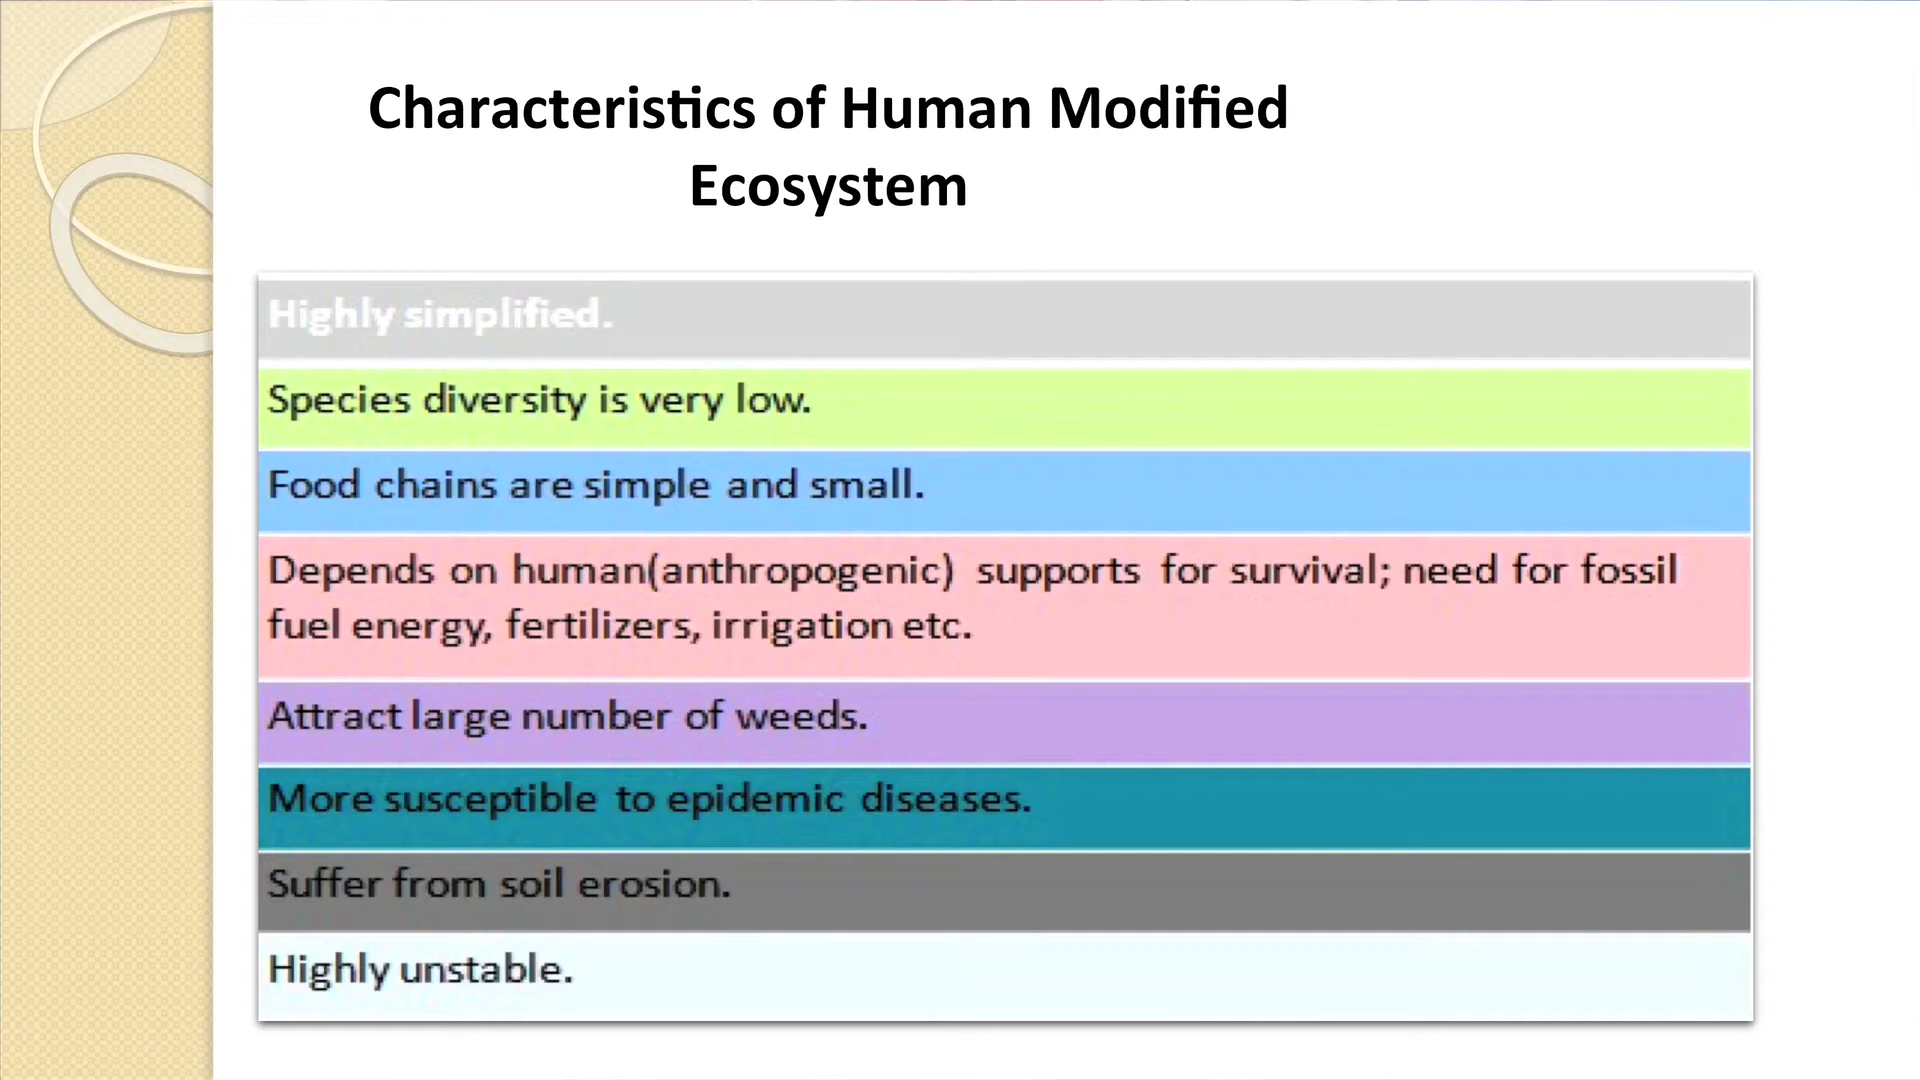 Characteristics of Human Modified
Ecosystem
Highly simplified.
Species diversity is very low.
Food chains are simple and small.
Depends on human(anthropogenic) supports for survival; need for fossil
fuel energy, fertilizers, irrigation etc.
Attract large number of weeds.
More susceptible to epidemic diseases.
Suffer from soil erosion.
Highly unstable.